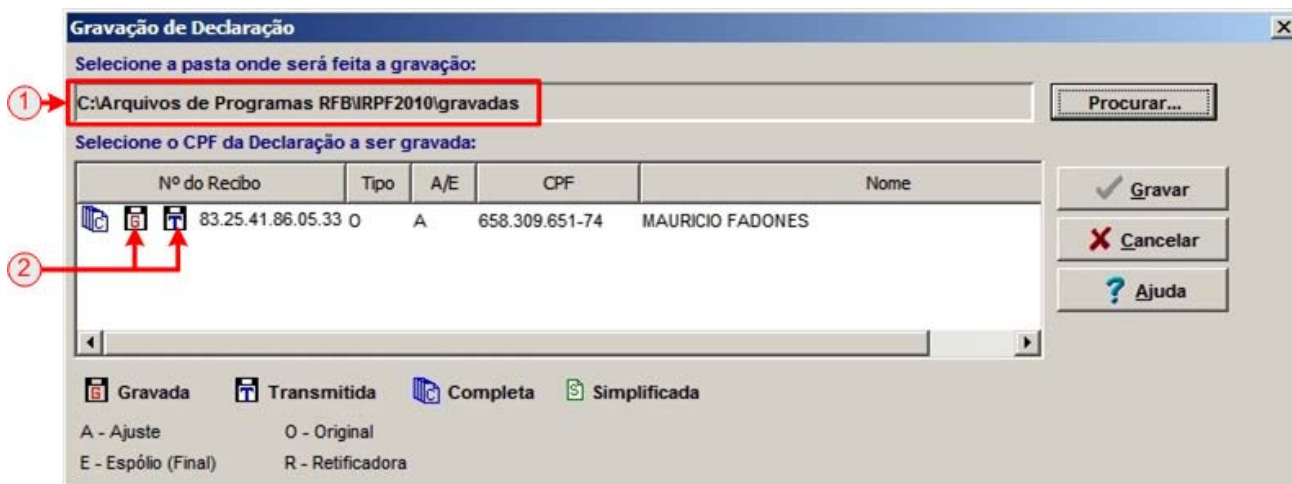 Gravação de Declaração
Selecione a pasta onde será feita a gravação:
1
C:\Arquivos de Programas RFB\IRPF2010\gravadas
Procurar...
Selecione o CPF da Declaração a ser gravada:
Nº do Recibo Tipo A/E CPF Nome
83.25.41.86.05.33 O A 658.309.651-74 MAURICIO FADONES
2
Gravar
Cancelar
Ajuda
G Gravada T Transmitida C Completa S Simplificada
A - Ajuste O - Original
E - Espólio (Final) R - Retificadora